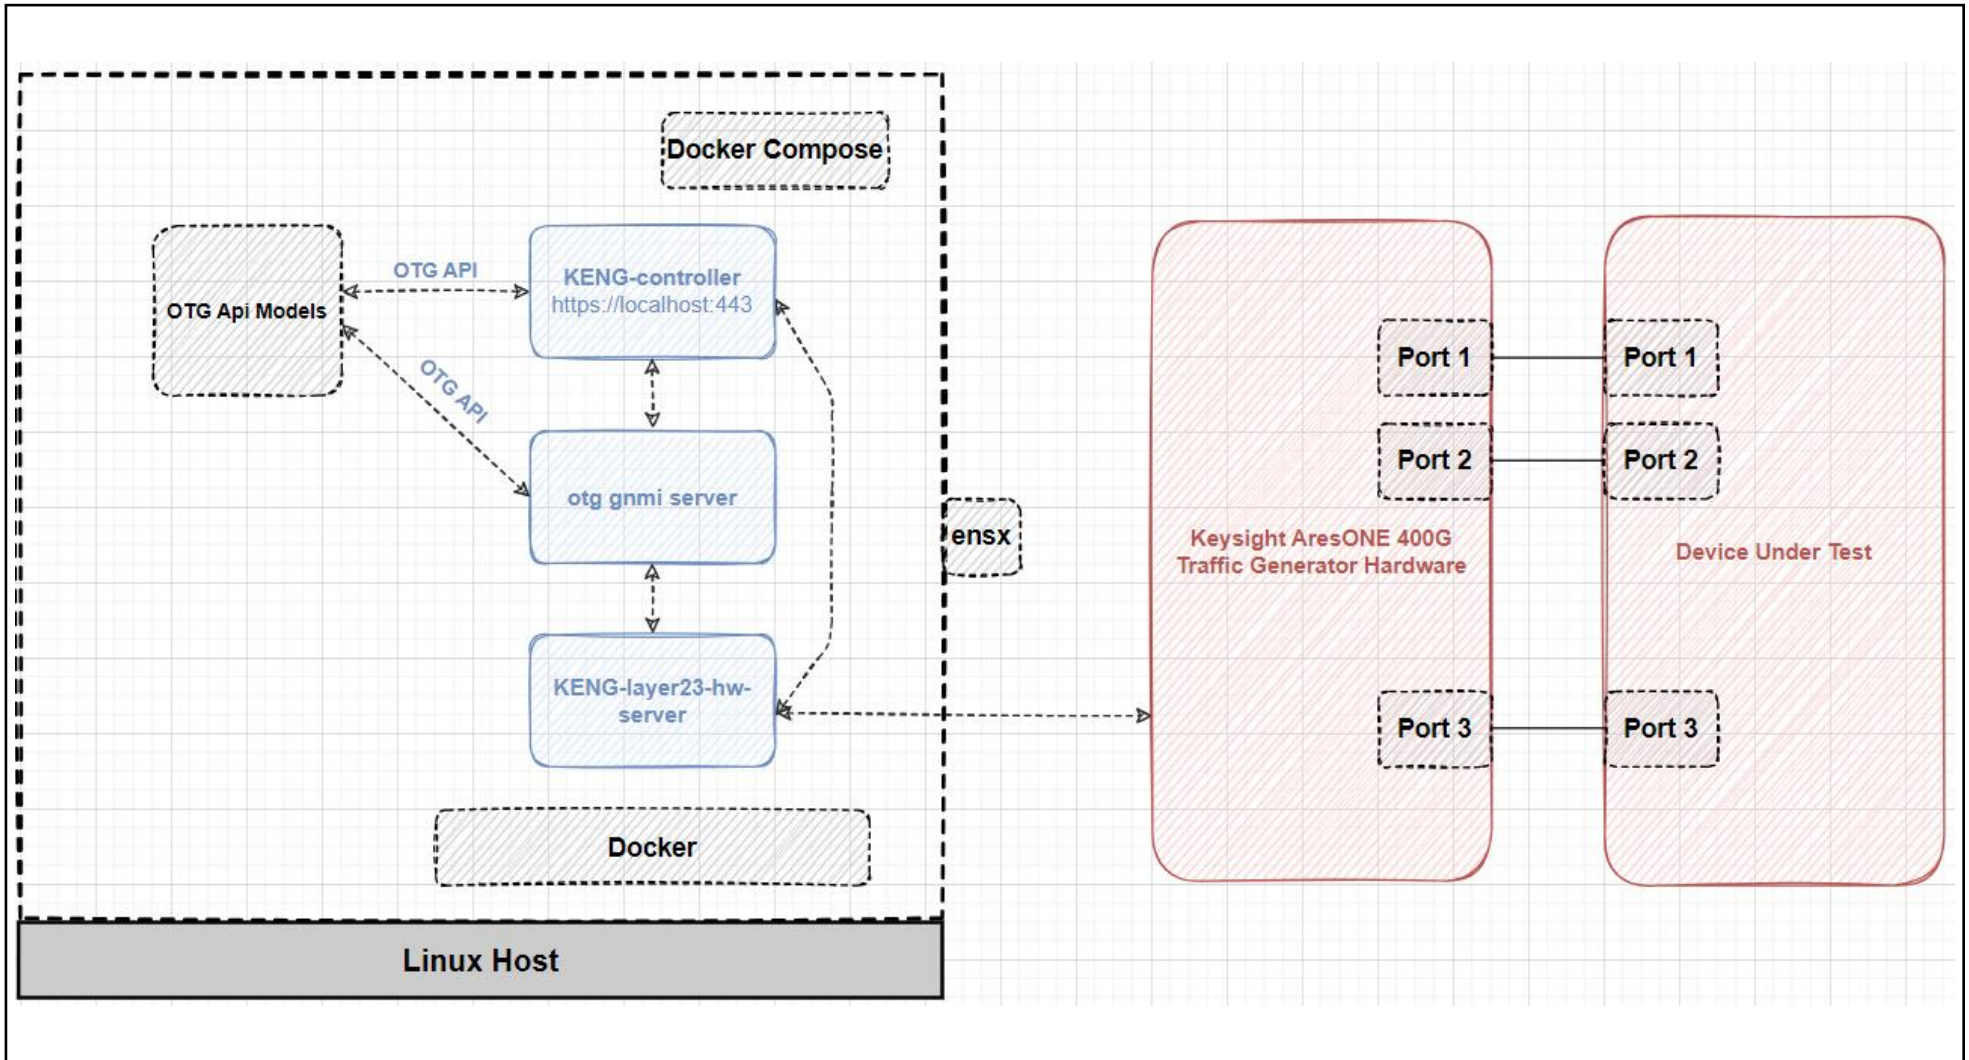 Docker Compose
OTG Api Models
OTG API
KENG-controller
https://localhost:443
OTG API
otg gnmi server
KENG-layer23-hw-
server
Docker
Linux Host
ensx
Keysight AresONE 400G
Traffic Generator Hardware
Port 1
Port 2
Port 3
Port 1
Port 2
Port 3
Device Under Test